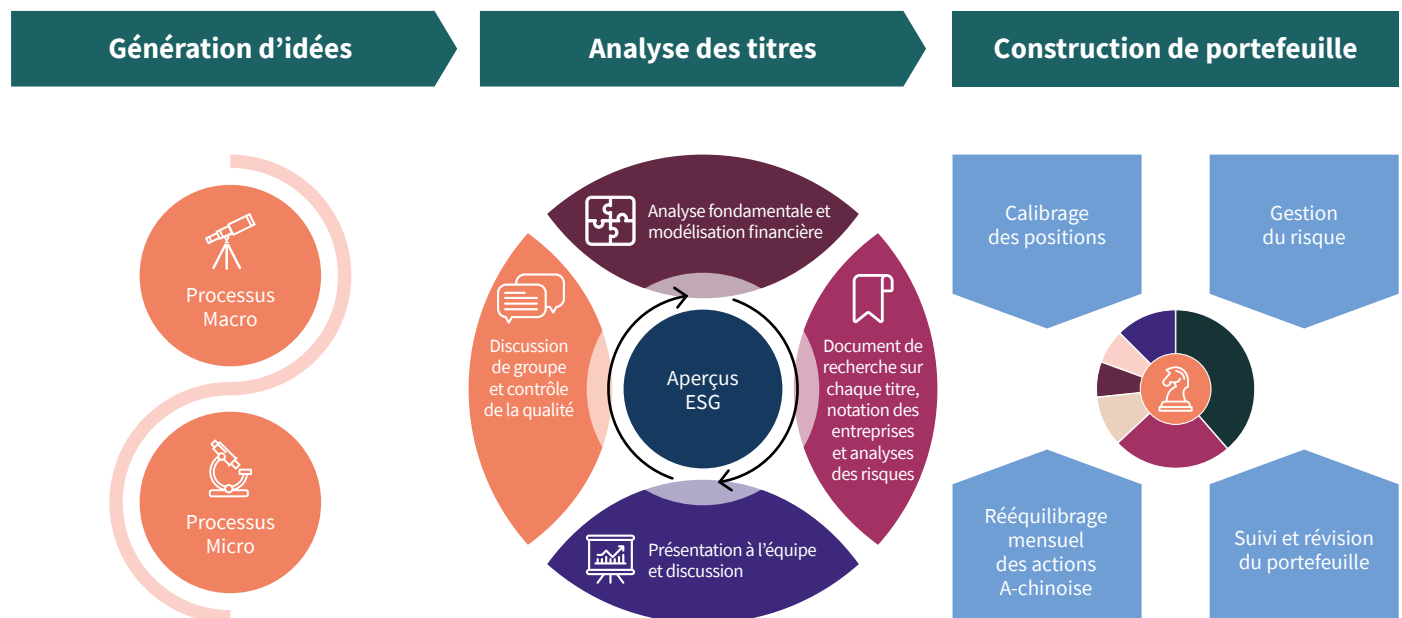 Génération d’idées
Analyse des titres
Construction de portefeuille
Processus
Macro
Processus
Micro
Analyse fondamentale et
modélisation financière
Discussion
de groupe
et contrôle
de la qualité
Aperçus
ESG
Document de
recherche sur
chaque titre,
notation des
entreprises
et analyses
des risques
Présentation à l’équipe
et discussion
Calibrage
des positions
Gestion
du risque
Rééquilibrage
mensuel
des actions
A-chinoise
Suivi et révision
du portefeuille